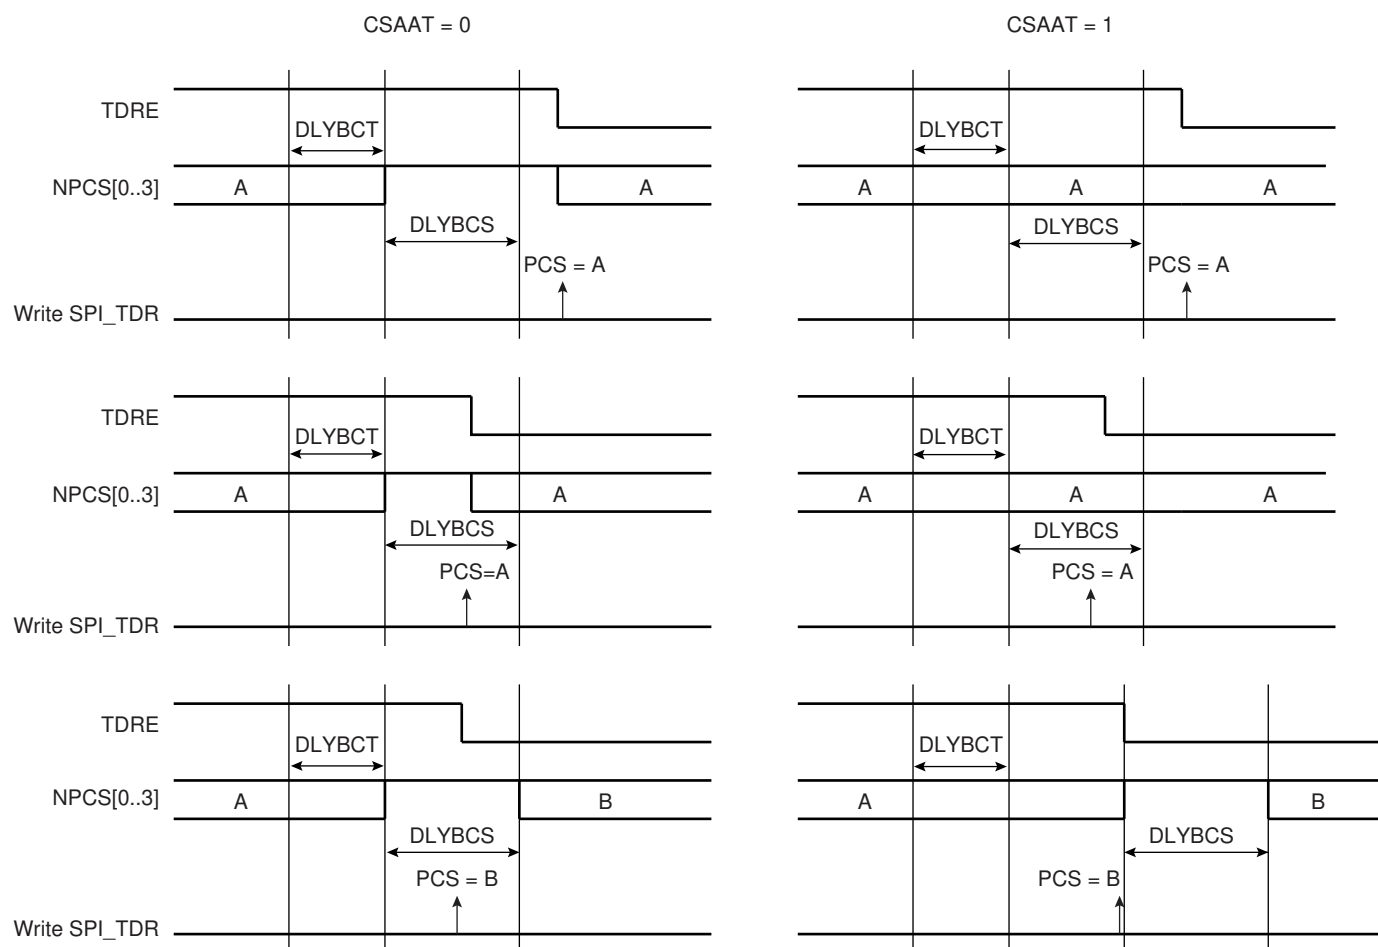 CSAAT = 0 CSAAT = 1
TDRE
DLYBCT DLYBCT
NPCS[0..3] A A A A A
DLYBCS DLYBCS
PCS = A PCS = A
Write SPI_TDR
TDRE
DLYBCT DLYBCT
NPCS[0..3] A A A A A
DLYBCS DLYBCS
PCS=A PCS = A
Write SPI_TDR
TDRE
DLYBCT DLYBCT
NPCS[0..3] A B A B
DLYBCS DLYBCS
PCS = B PCS = B
Write SPI_TDR